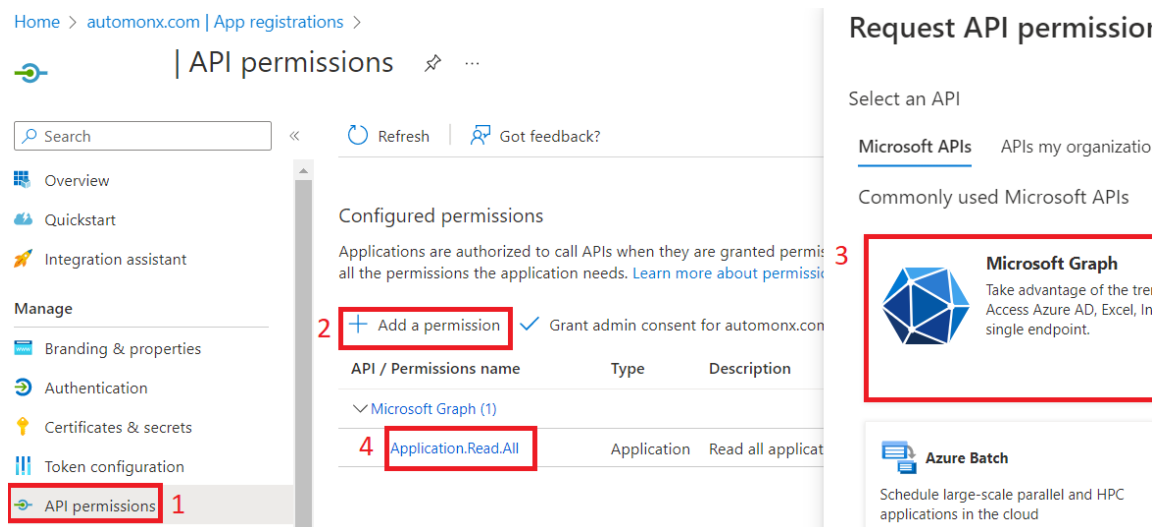 Home > automonx.com | App registrations >
| API permissions ...
Search «
Overview
Quickstart
Integration assistant
Manage
Branding & properties
Authentication
Certificates & secrets
Token configuration
API permissions 1
Refresh | Got feedback?
Configured permissions
Applications are authorized to call APIs when they are granted permis
all the permissions the application needs. Learn more about permissio
2 + Add a permission ✓ Grant admin consent for automonx.com
API / Permissions name Type Description
Microsoft Graph (1)
4 Application.Read.All Application Read all applicat
Request API permission
Select an API
Microsoft APIs APIs my organizatio
Commonly used Microsoft APIs
3
Microsoft Graph
Take advantage of the tre
Access Azure AD, Excel, In
single endpoint.
Azure Batch
Schedule large-scale parallel and HPC
applications in the cloud